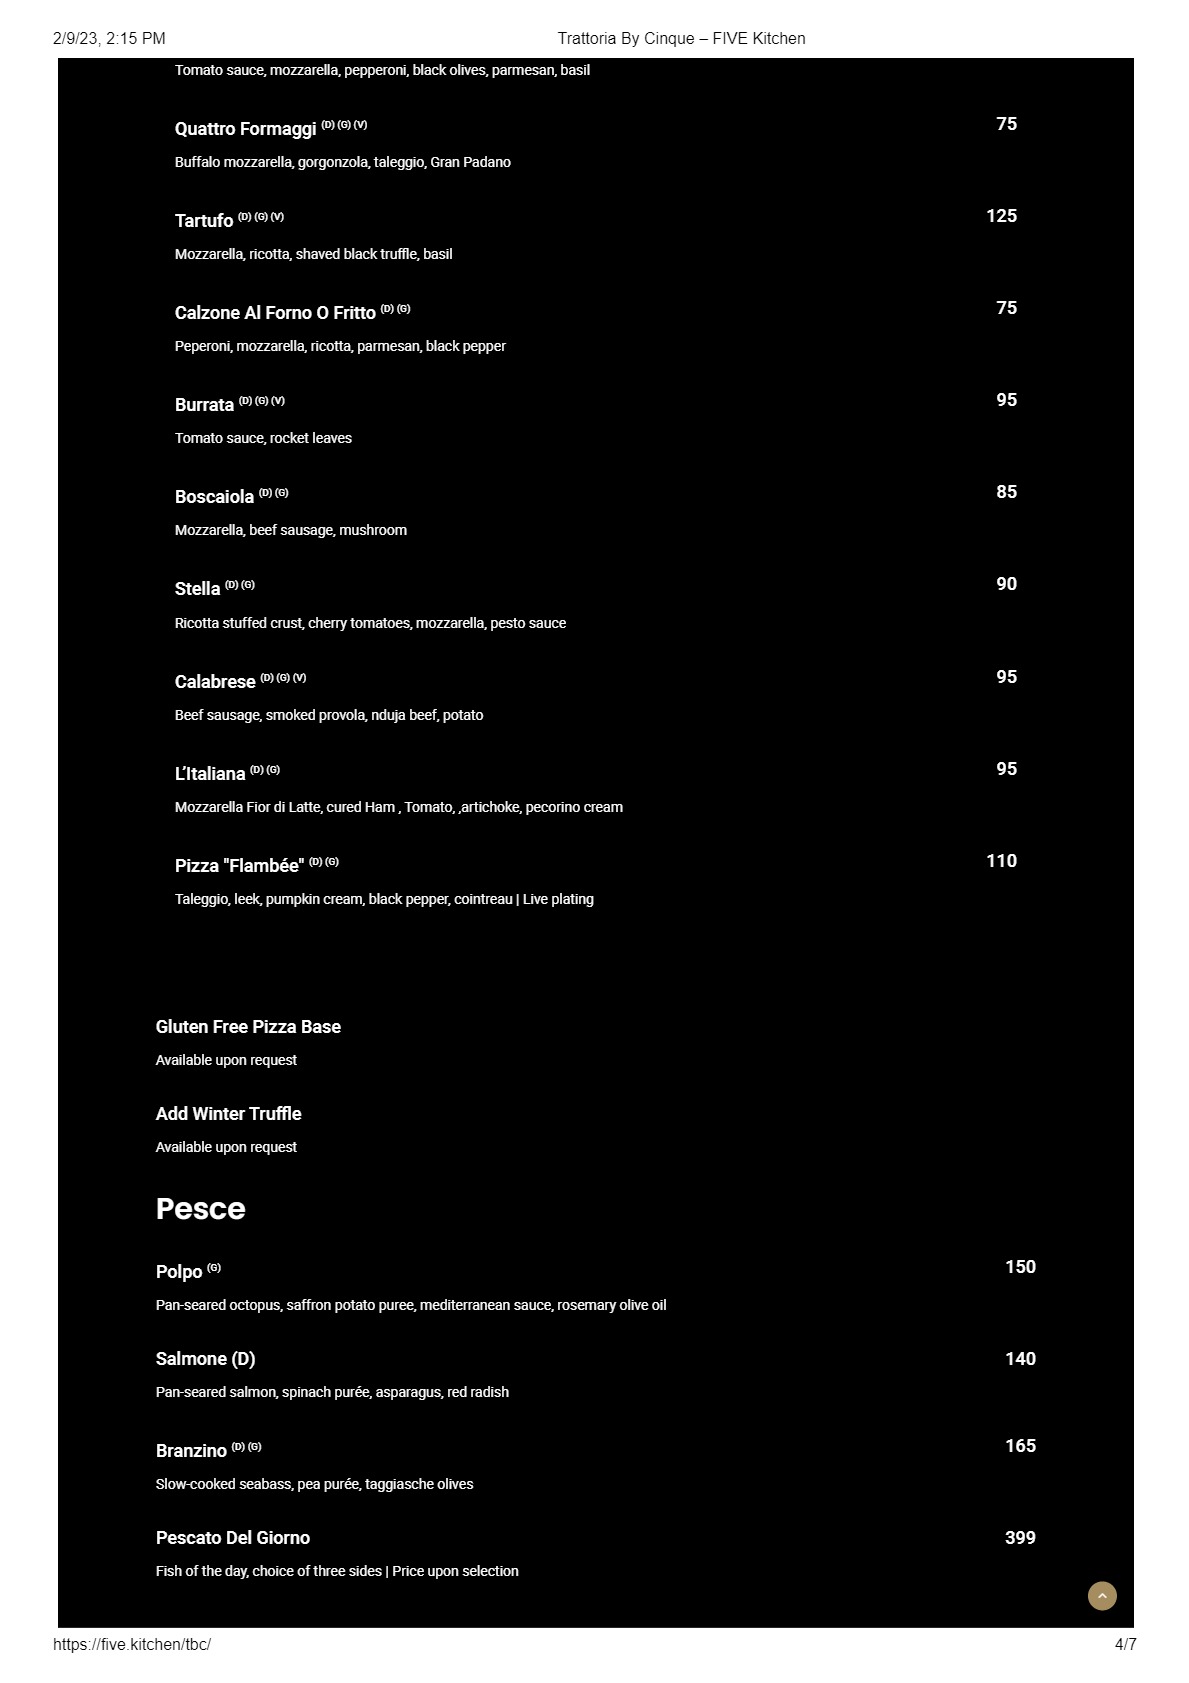 2/9/23, 2:15 PM Trattoria By Cinque – FIVE Kitchen
Tomato sauce, mozzarella, pepperoni, black olives, parmesan, basil
Quattro Formaggi (D) (G) (V) 75
Buffalo mozzarella, gorgonzola, taleggio, Gran Padano
Tartufo (D) (G) (V) 125
Mozzarella, ricotta, shaved black truffle, basil
Calzone Al Forno O Fritto (D) (G) 75
Peperoni, mozzarella, ricotta, parmesan, black pepper
Burrata (D) (G) (V) 95
Tomato sauce, rocket leaves
Boscaiola (D) (G) 85
Mozzarella, beef sausage, mushroom
Stella (D) (G) 90
Ricotta stuffed crust, cherry tomatoes, mozzarella, pesto sauce
Calabrese (D) (G) (V) 95
Beef sausage, smoked provola, nduja beef, potato
L’Italiana (D) (G) 95
Mozzarella Fior di Latte, cured Ham , Tomato, ,artichoke, pecorino cream
Pizza "Flambée" (D) (G) 110
Taleggio, leek, pumpkin cream, black pepper, cointreau | Live plating
Gluten Free Pizza Base
Available upon request
Add Winter Truffle
Available upon request
Pesce
Polpo (G) 150
Pan-seared octopus, saffron potato puree, mediterranean sauce, rosemary olive oil
Salmone (D) 140
Pan-seared salmon, spinach purée, asparagus, red radish
Branzino (D) (G) 165
Slow-cooked seabass, pea purée, taggiasche olives
Pescato Del Giorno 399
Fish of the day, choice of three sides | Price upon selection
https://five.kitchen/tbc/ 4/7